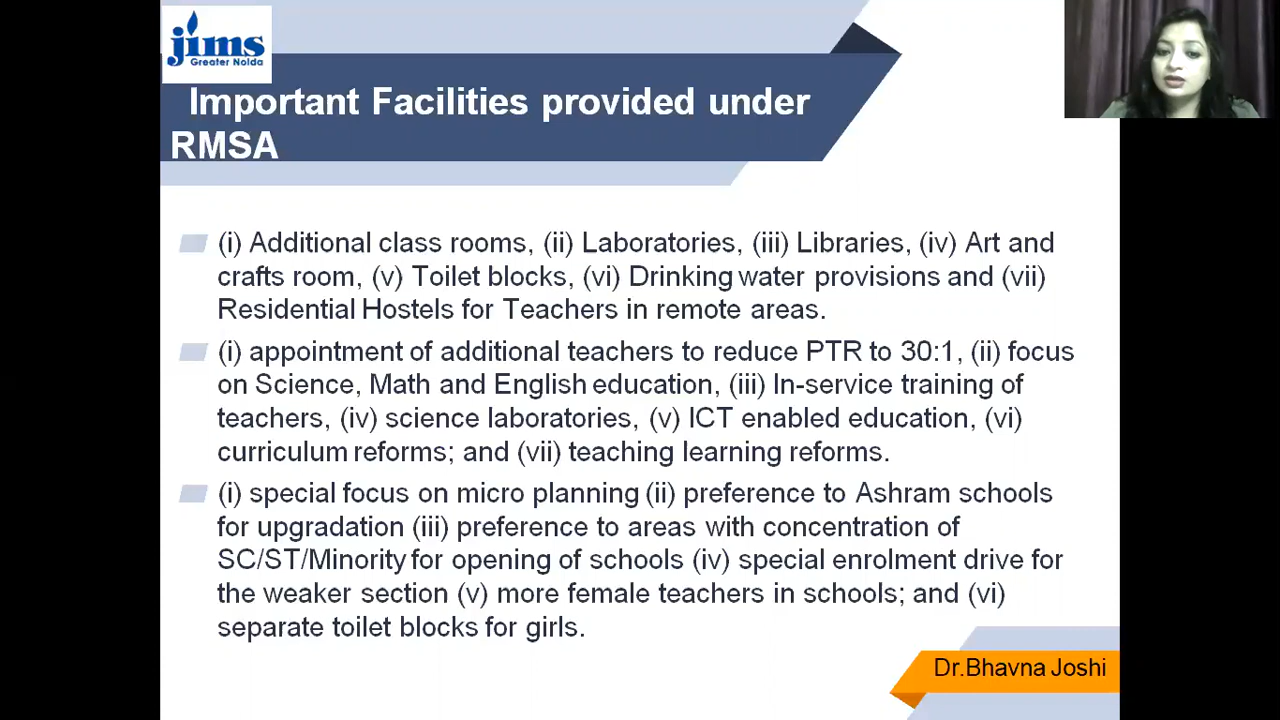 jims
Greater Noida
Important Facilities provided under
RMSA
(i) Additional class rooms, (ii) Laboratories, (iii) Libraries, (iv) Art and
crafts room, (v) Toilet blocks, (vi) Drinking water provisions and (vii)
Residential Hostels for Teachers in remote areas.
(i) appointment of additional teachers to reduce PTR to 30:1, (ii) focus
on Science, Math and English education, (iii) In-service training of
teachers, (iv) science laboratories, (v) ICT enabled education, (vi)
curriculum reforms; and (vii) teaching learning reforms.
(i) special focus on micro planning (ii) preference to Ashram schools
for upgradation (iii) preference to areas with concentration of
SC/ST/Minority for opening of schools (iv) special enrolment drive for
the weaker section (v) more female teachers in schools; and (vi)
separate toilet blocks for girls.
Dr.Bhavna Joshi